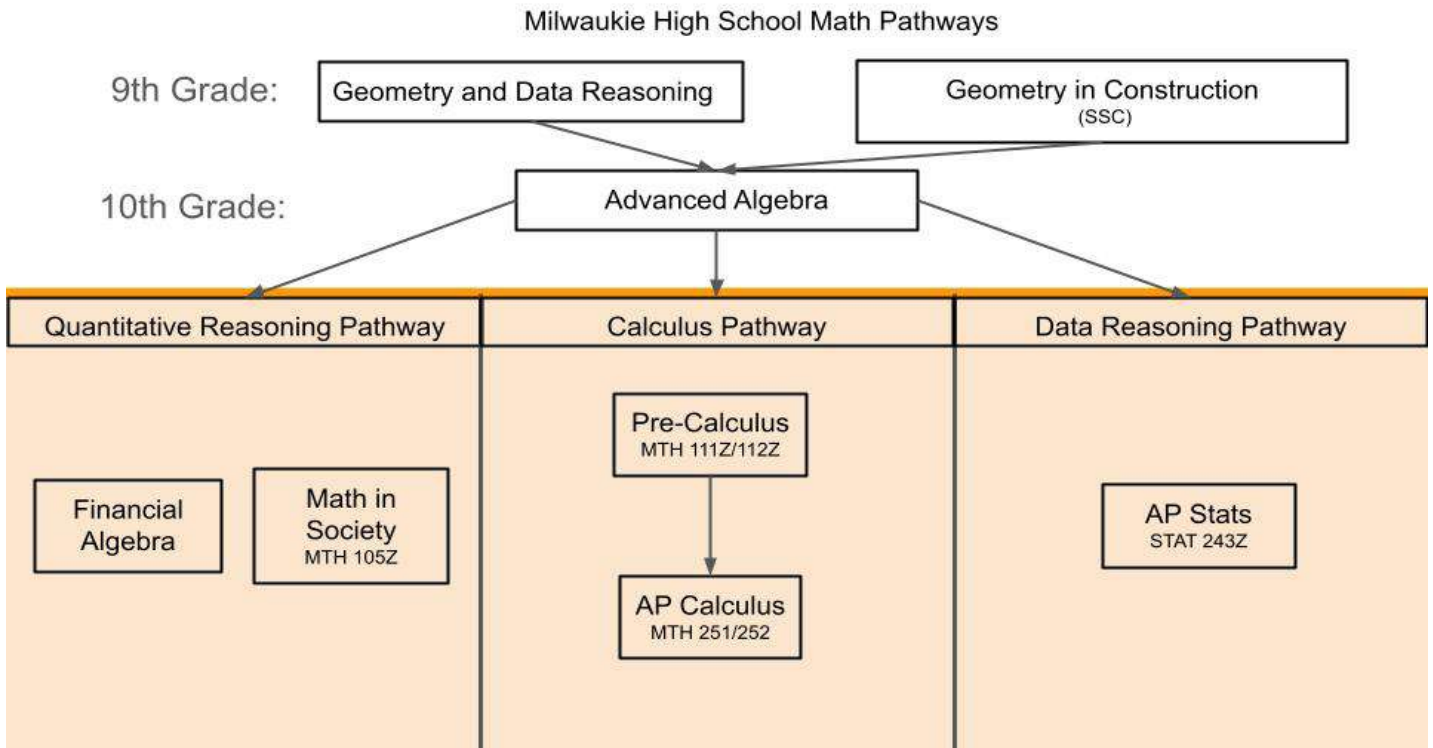 Milwaukie High School Math Pathways
9th Grade:
Geometry and Data Reasoning
Geometry in Construction
(SSC)
10th Grade:
Advanced Algebra
Quantitative Reasoning Pathway
Calculus Pathway
Data Reasoning Pathway
Financial
Algebra
Math in
Society
MTH 105Z
Pre-Calculus
MTH 111Z/112Z
AP Calculus
MTH 251/252
AP Stats
STAT 243Z